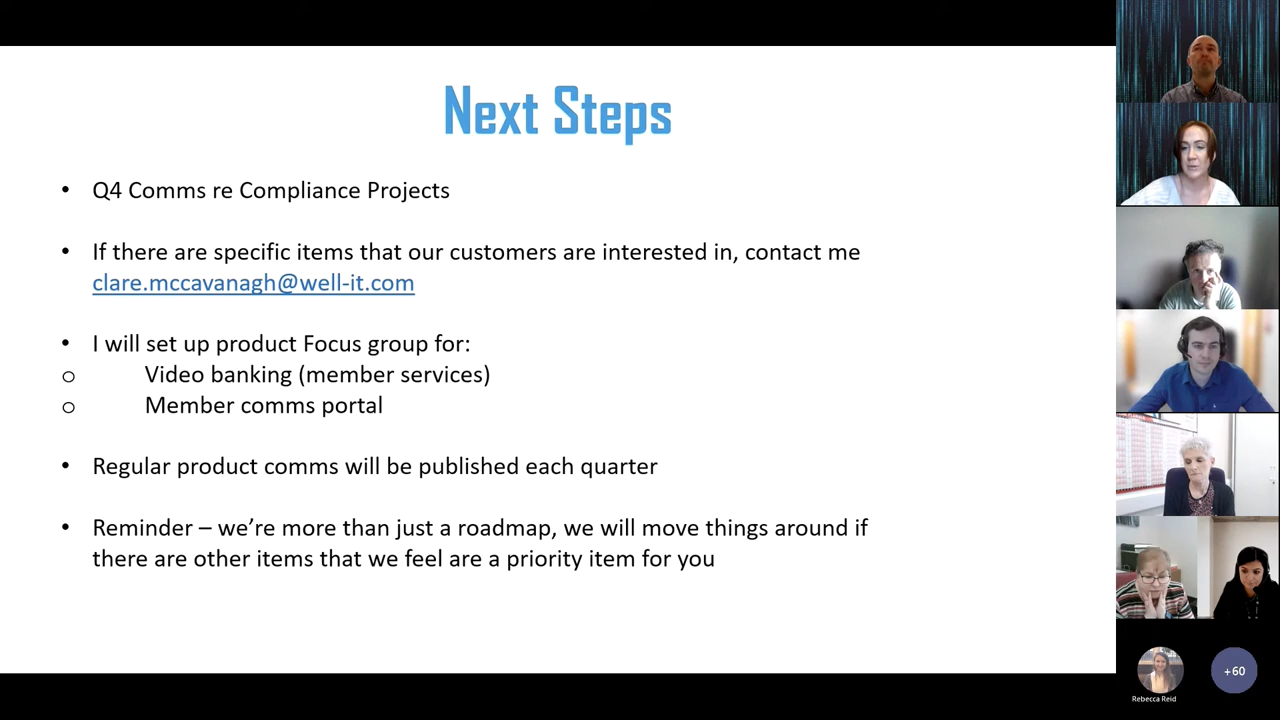 Next Steps
• Q4 Comms re Compliance Projects
• If there are specific items that our customers are interested in, contact me
clare.mccavanagh@well-it.com
• I will set up product Focus group for:
o Video banking (member services)
o Member comms portal
• Regular product comms will be published each quarter
• Reminder – we’re more than just a roadmap, we will move things around if
there are other items that we feel are a priority item for you
Rebecca Reid
+60